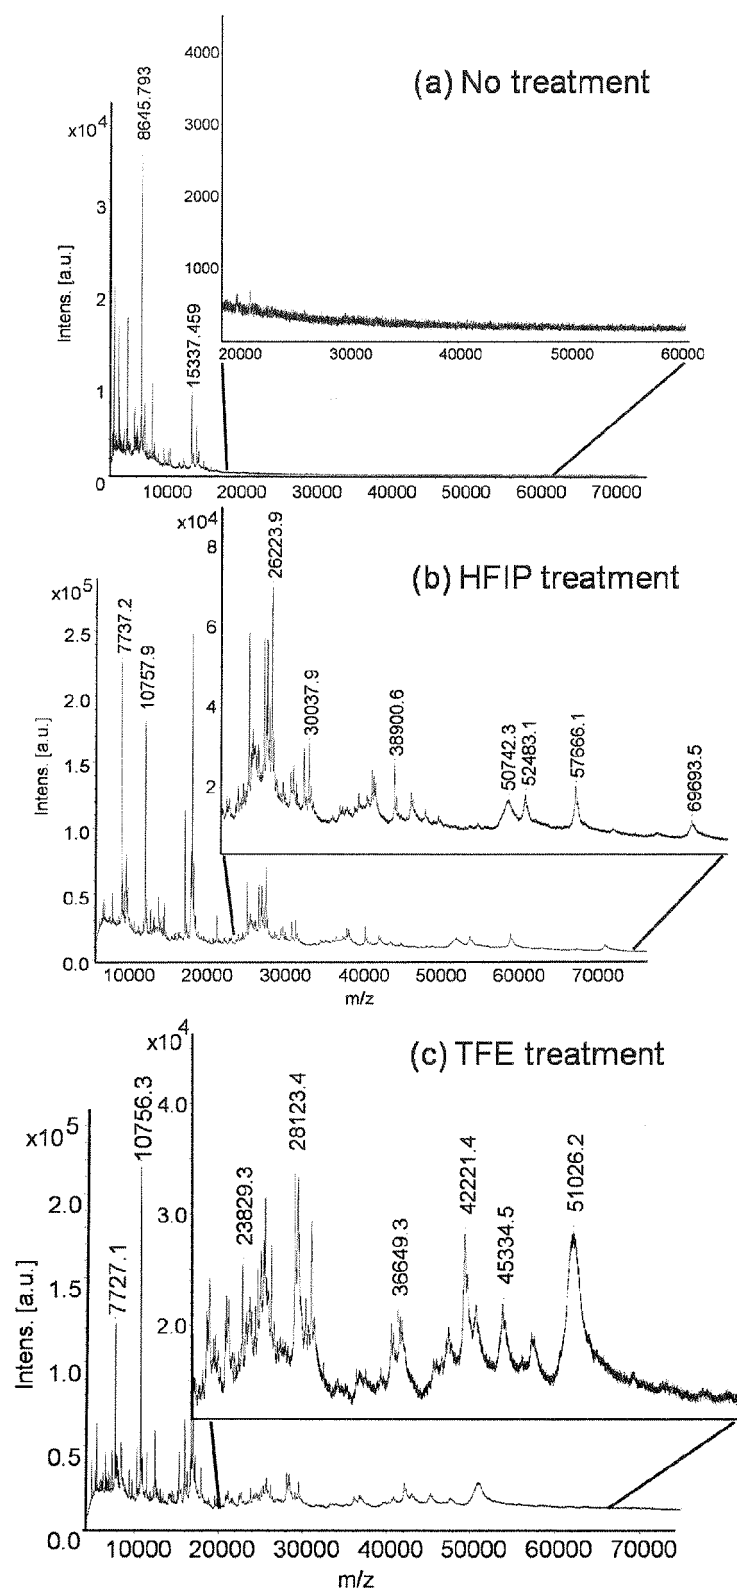 (a) No treatment
x10^4
8645.793
15337.459
Intens. [a.u.]
3
2
1
0
4000
3000
2000
1000
20000 30000 40000 50000 60000
10000 20000 30000 40000 50000 60000 70000
(b) HFIP treatment
x10^5
7737.2
10757.9
Intens. [a.u.]
2.5
2.0
1.5
1.0
0.5
0.0
x10^4
8
6
4
2
26223.9
30037.9
38900.6
50742.3
52483.1
57666.1
69693.5
10000 20000 30000 40000 50000 60000 70000
m/z
(c) TFE treatment
x10^5
7727.1
10756.3
Intens. [a.u.]
2.0
1.5
1.0
0.5
0.0
x10^4
4.0
3.0
2.0
23829.3
28123.4
36649.3
42221.4
45334.5
51026.2
10000 20000 30000 40000 50000 60000 70000
m/z